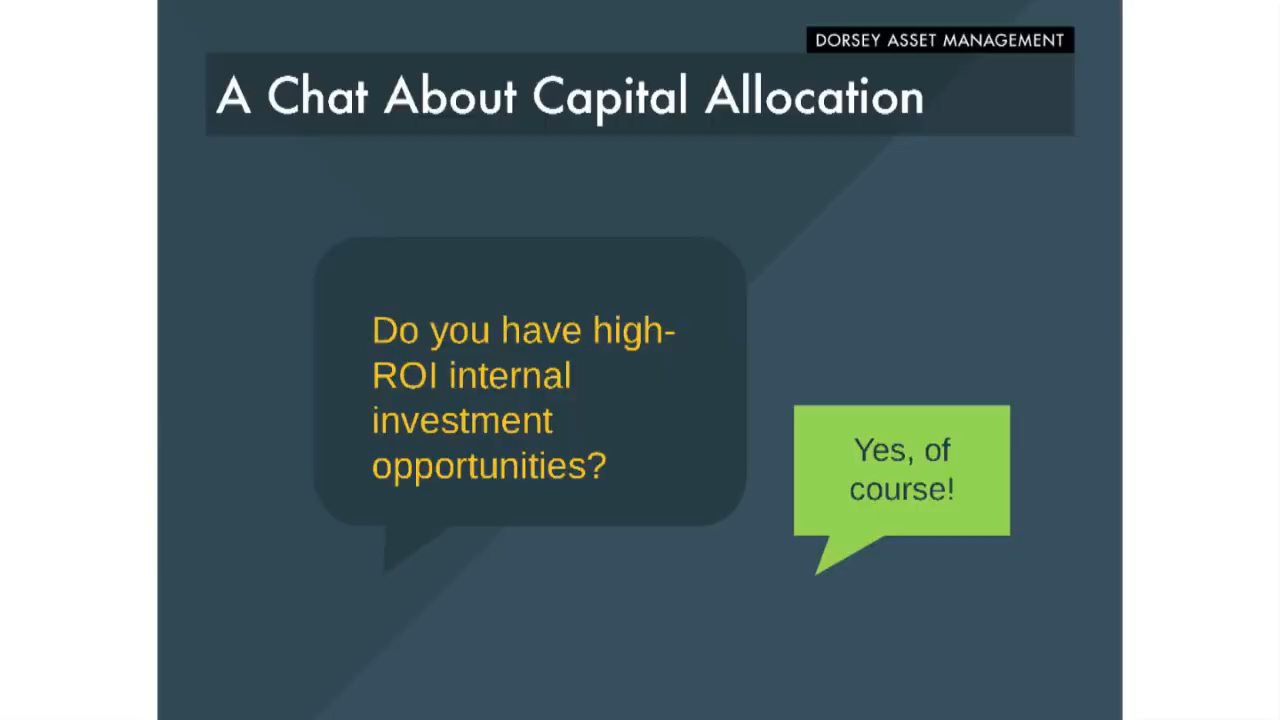 DORSEY ASSET MANAGEMENT
A Chat About Capital Allocation
Do you have high-
ROI internal
investment
opportunities?
Yes, of
course!